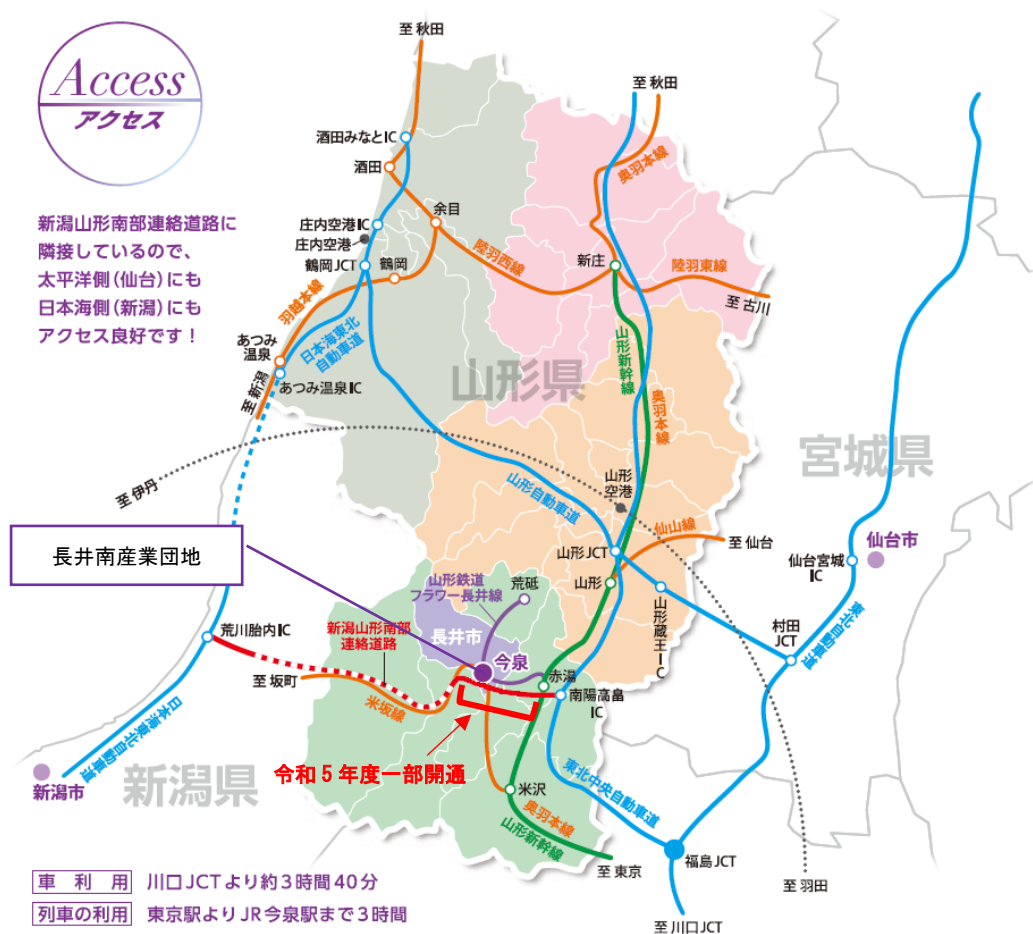 Access
アクセス
新潟山形南部連絡道路に
隣接しているので、
太平洋側(仙台)にも
日本海側(新潟)にも
アクセス良好です！
至 秋田
至 秋田
酒田みなとIC
酒田
奥羽本線
余目
庄内空港IC
庄内空港
鶴岡JCT
鶴岡
陸羽西線
新庄
陸羽東線
至 古川
羽越本線
日本海東北
自動車道
山形新幹線
あつみ
温泉
あつみ温泉IC
至 新潟
山形県
奥羽本線
宮城県
至 伊丹
山形自動車道
山形
空港
仙山線
至 仙台
山形JCT
仙台市
仙台宮城
IC
長井南産業団地
山形鉄道
フラワー長井線
荒砥
山形
山形蔵王IC
東北自動車道
村田
JCT
荒川胎内IC
新潟山形南部
連絡道路
長井市
今泉
赤湯
至 坂町
米坂線
南陽高畠
IC
日本海東北自動車道
令和5年度一部開通
新潟市
新潟県
米沢
東北中央自動車道
奥羽本線
山形新幹線
至 東京
福島JCT
至 羽田
至 川口JCT
車利用 川口JCTより約3時間40分
列車の利用 東京駅よりJR今泉駅まで3時間